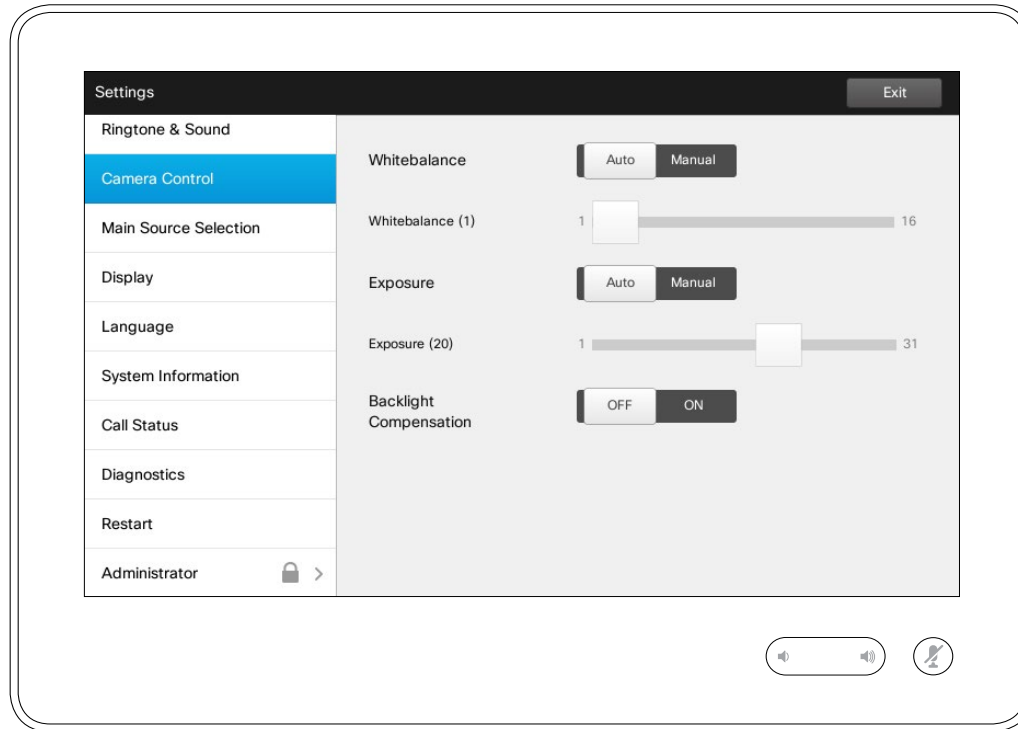 Settings
Exit
Ringtone & Sound
Camera Control
Main Source Selection
Display
Language
System Information
Call Status
Diagnostics
Restart
Administrator
Whitebalance
Auto Manual
Whitebalance (1)
1 16
Exposure
Auto Manual
Exposure (20)
1 31
Backlight
Compensation
OFF ON